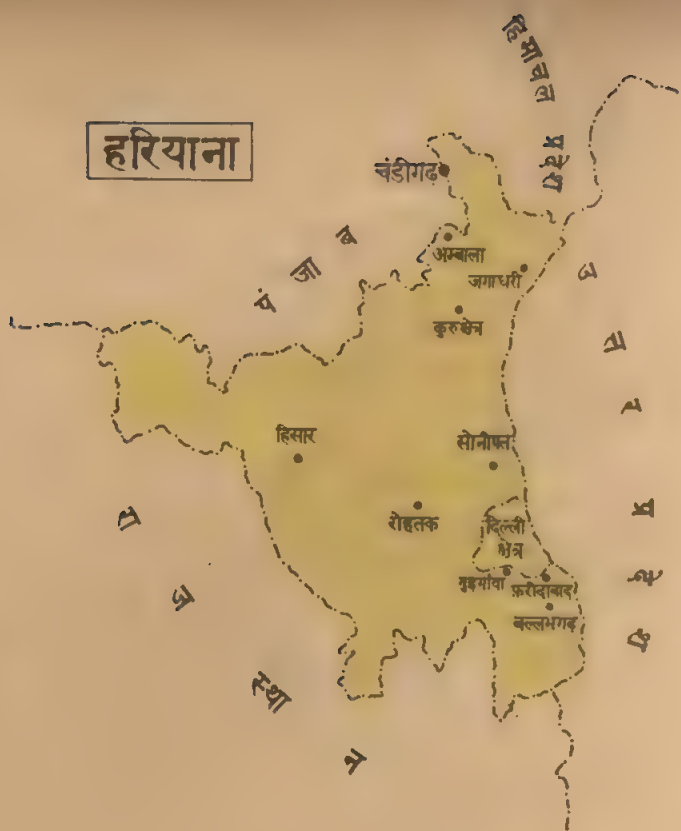 हरियाणा
हिमाचल प्रदेश
चंडीगढ़
पंजाब
अम्बाला
जगाधरी
कुरुक्षेत्र
उत्तर प्रदेश
हिसार
सोनीपत
रोहतक
दिल्ली
क्षेत्र
गुड़गाँवा
फ़रीदाबाद
बल्लभगढ़
राजस्थान